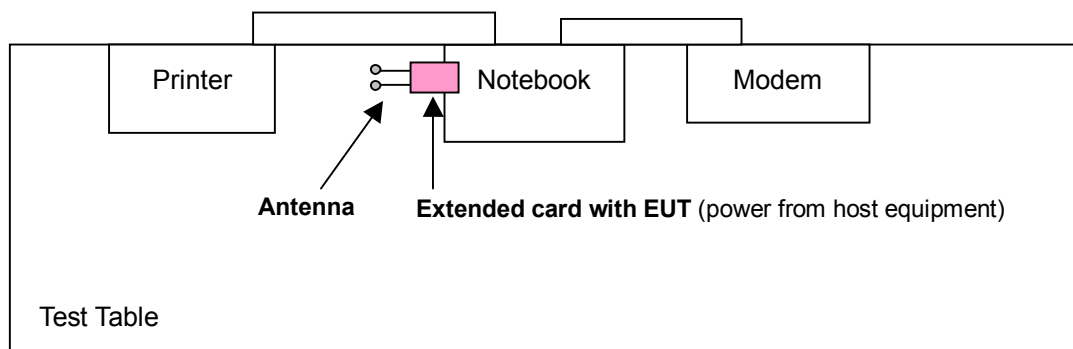 Printer
Notebook
Modem
Antenna
Extended card with EUT (power from host equipment)
Test Table